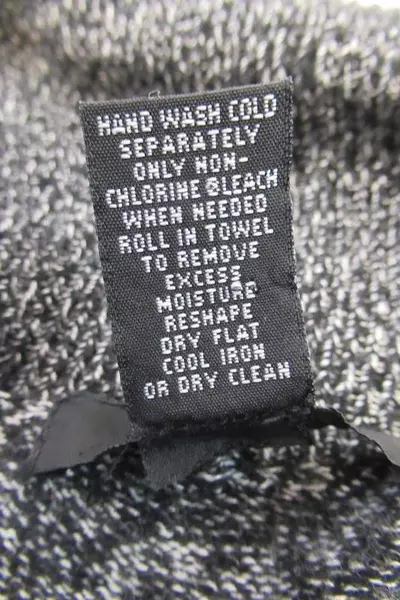 HAND WASH COLD
SEPARATELY
ONLY NON-
CHLORINE BLEACH
WHEN NEEDED
ROLL IN TOWEL
TO REMOVE
EXCESS
MOISTURE
RESHAPE
DRY FLAT
COOL IRON
OR DRY CLEAN